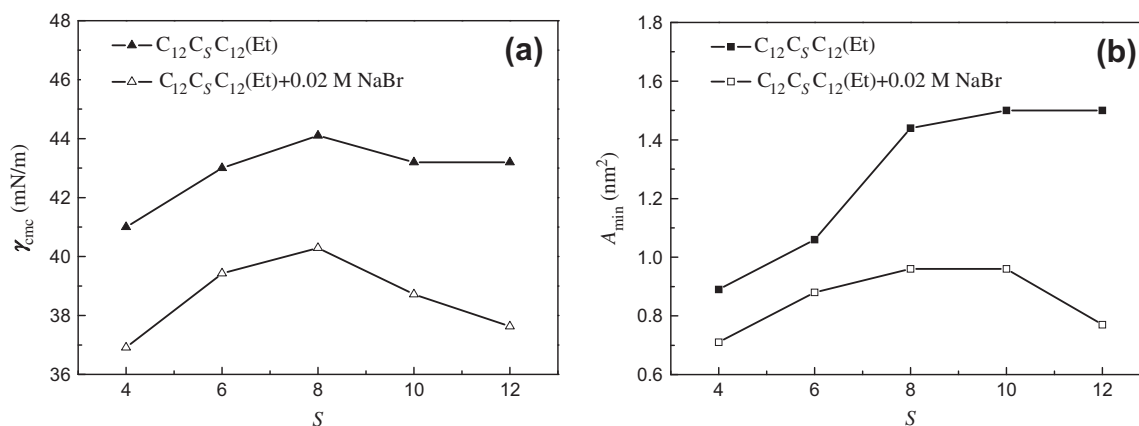 48
46
44
42
40
38
36
γcmc (mN/m)
C12CSC12(Et)
C12CSC12(Et)+0.02 M NaBr
(a)
4 6 8 10 12
S
1.8
1.6
1.4
1.2
1.0
0.8
0.6
Amin (nm²)
C12CSC12(Et)
C12CSC12(Et)+0.02 M NaBr
(b)
4 6 8 10 12
S